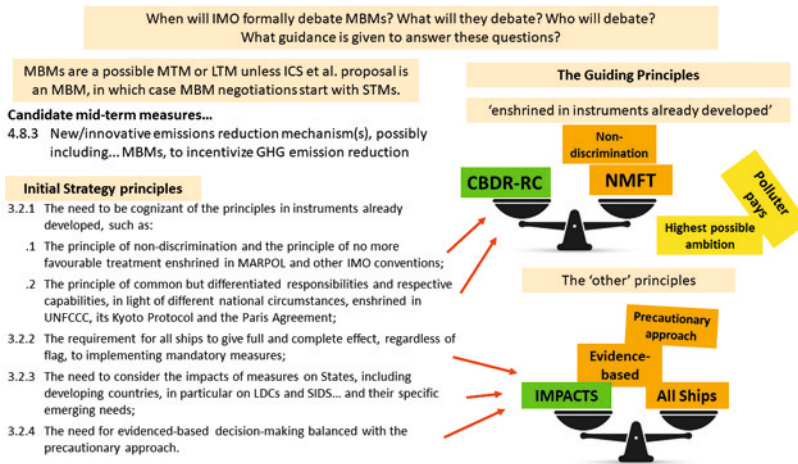 When will IMO formally debate MBMs? What will they debate? Who will debate?
What guidance is given to answer these questions?
MBMs are a possible MTM or LTM unless ICS et al. proposal is
an MBM, in which case MBM negotiations start with STMs.
Candidate mid-term measures...
4.8.3 New/innovative emissions reduction mechanism(s), possibly
including... MBMs, to incentivize GHG emission reduction
Initial Strategy principles
3.2.1 The need to be cognizant of the principles in instruments already
developed, such as:
.1 The principle of non-discrimination and the principle of no more
favourable treatment enshrined in MARPOL and other IMO conventions;
.2 The principle of common but differentiated responsibilities and respective
capabilities, in light of different national circumstances, enshrined in
UNFCCC, its Kyoto Protocol and the Paris Agreement;
3.2.2 The requirement for all ships to give full and complete effect, regardless of
flag, to implementing mandatory measures;
3.2.3 The need to consider the impacts of measures on States, including
developing countries, in particular on LDCs and SIDS... and their specific
emerging needs;
3.2.4 The need for evidenced-based decision-making balanced with the
precautionary approach.
The Guiding Principles
'enshrined in instruments already developed'
Non-
discrimination
CBDR-RC
NMFT
Polluter
pays
Highest possible
ambition
The 'other' principles
Precautionary
approach
Evidence-
based
IMPACTS
All Ships